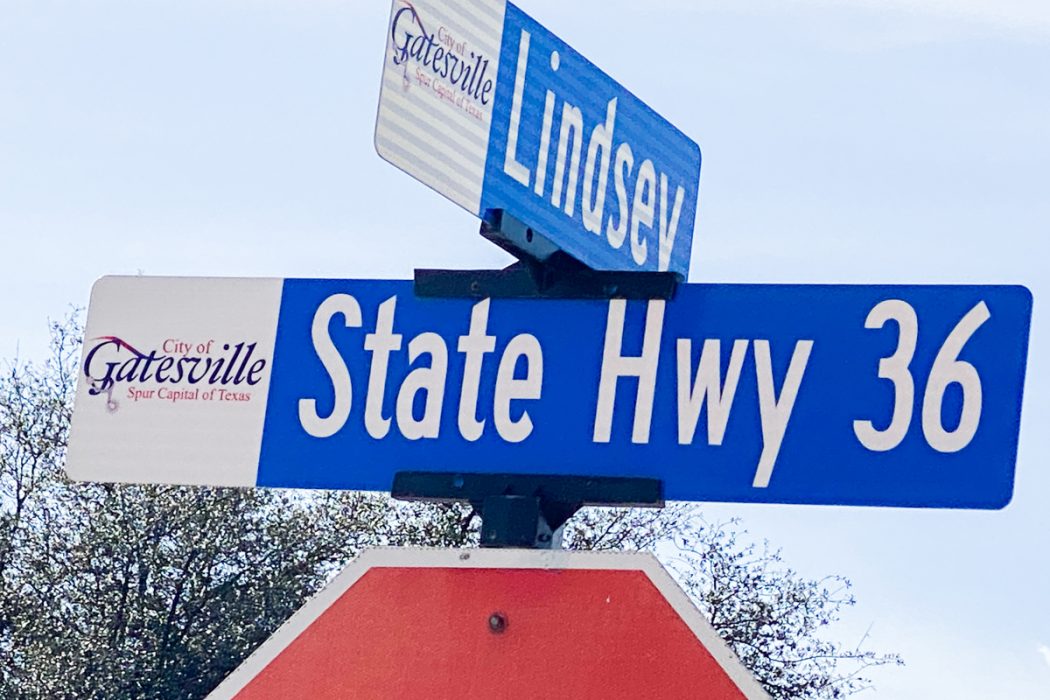 City of
Gatesville
Spur Capital of Texas
Lindsey
City of
Gatesville
Spur Capital of Texas
State Hwy 36